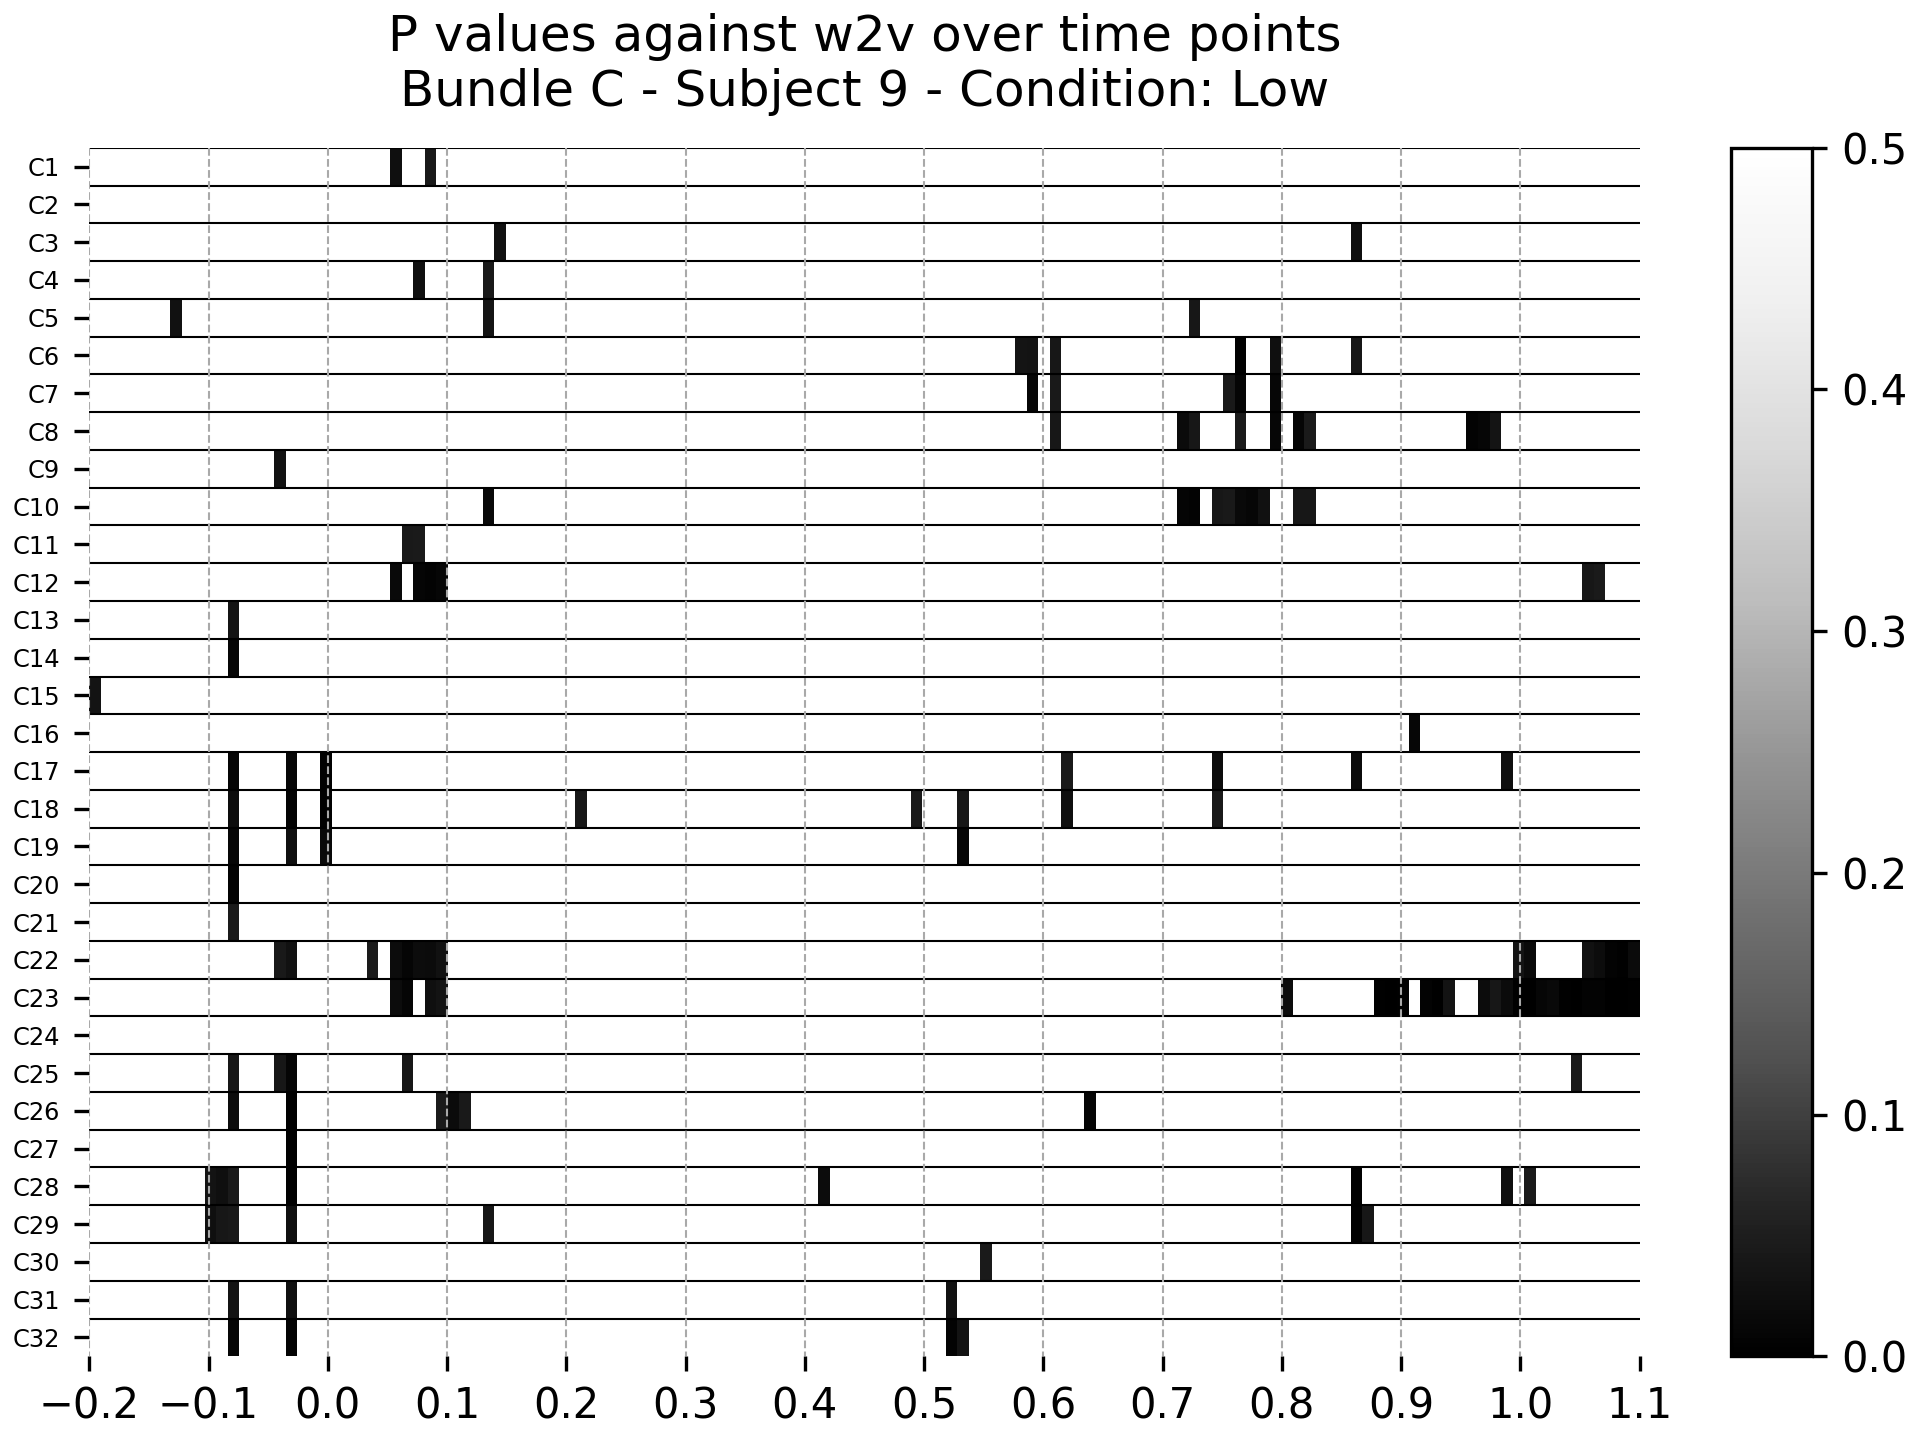 P values against w2v over time points
Bundle C - Subject 9 - Condition: Low
C1
C2
C3
C4
C5
C6
C7
C8
C9
C10
C11
C12
C13
C14
C15
C16
C17
C18
C19
C20
C21
C22
C23
C24
C25
C26
C27
C28
C29
C30
C31
C32
−0.2 −0.1 0.0 0.1 0.2 0.3 0.4 0.5 0.6 0.7 0.8 0.9 1.0 1.1
0.5
0.4
0.3
0.2
0.1
0.0